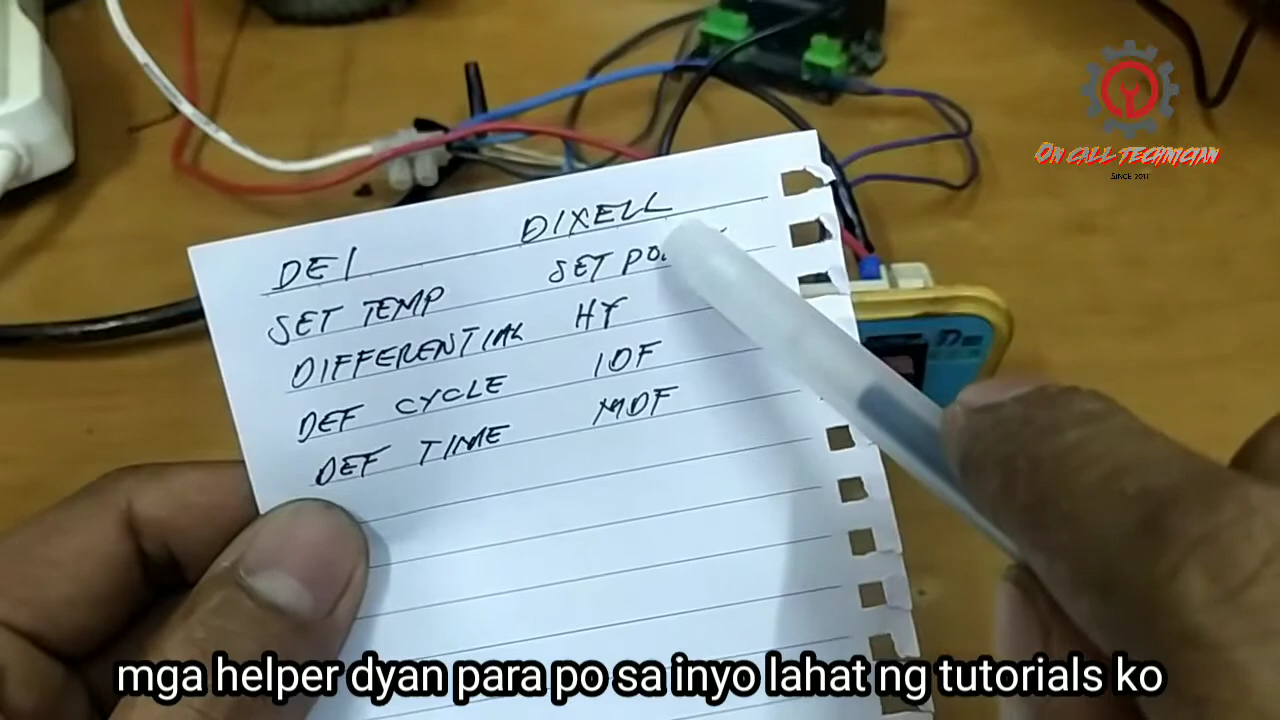 ON CALL TECHNICIAN
SINCE 2011
DEI DIXELL
SET TEMP SET
DIFFERENTIAL HY
DEF CYCLE IDF
DEF TIME MDF
mga helper dyan para po sa inyo lahat ng tutorials ko